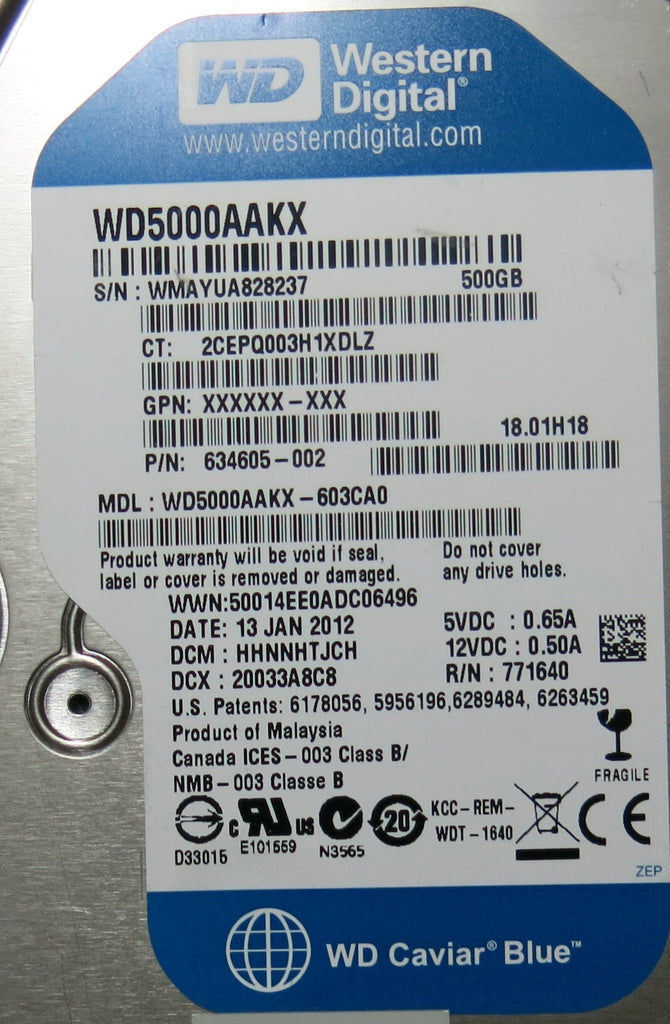 WD Western Digital®
www.westerndigital.com
WD5000AAKX
S/N : WMAYUA828237 500GB
CT: 2CEPQ003H1XDLZ
GPN: XXXXXX-XXX
18.01H18
P/N: 634605-002
MDL : WD5000AAKX-603CA0
Product warranty will be void if seal,
label or cover is removed or damaged.
Do not cover
any drive holes.
WWN:50014EE0ADC06496
DATE: 13 JAN 2012
DCM : HHNNHTJCH
DCX : 20033A8C8
5VDC : 0.65A
12VDC : 0.50A
R/N : 771640
U.S. Patents: 6178056, 5956196,6289484, 6263459
Product of Malaysia
Canada ICES-003 Class B/
NMB-003 Classe B
FRAGILE
c RU us
20
KCC-REM-
WDT-1640
CE
D33015
E101559
N3565
ZEP
WD Caviar® Blue™